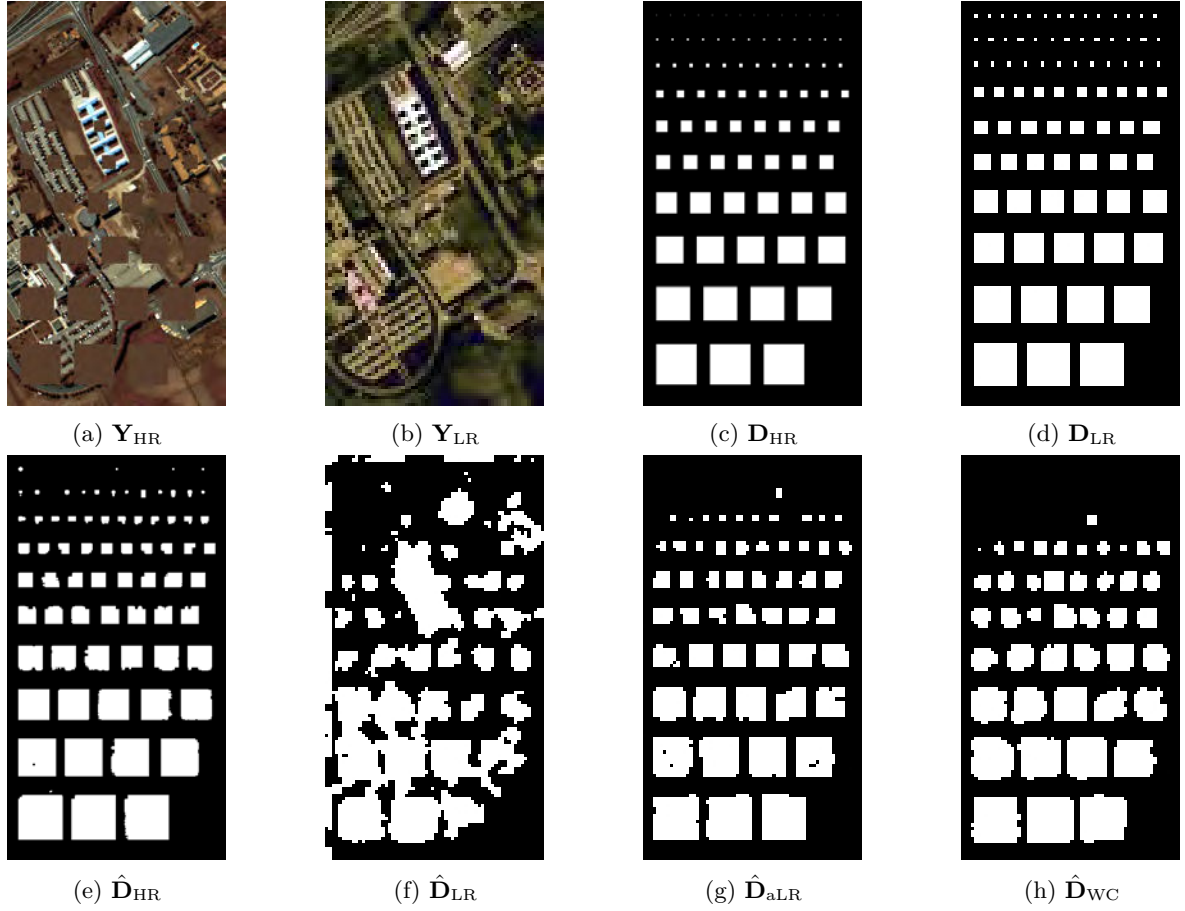 (a) Y_HR
(b) Y_LR
(c) D_HR
(d) D_LR
(e) D̂_HR
(f) D̂_LR
(g) D̂_aLR
(h) D̂_WC